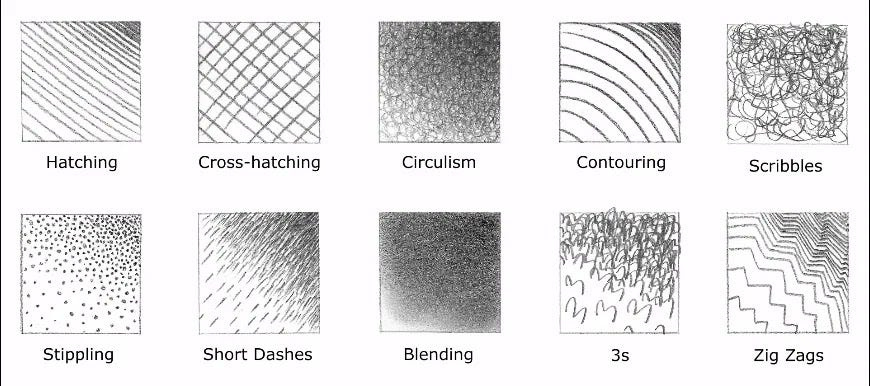 Hatching
Cross-hatching
Circulism
Contouring
Scribbles
Stippling
Short Dashes
Blending
3s
Zig Zags